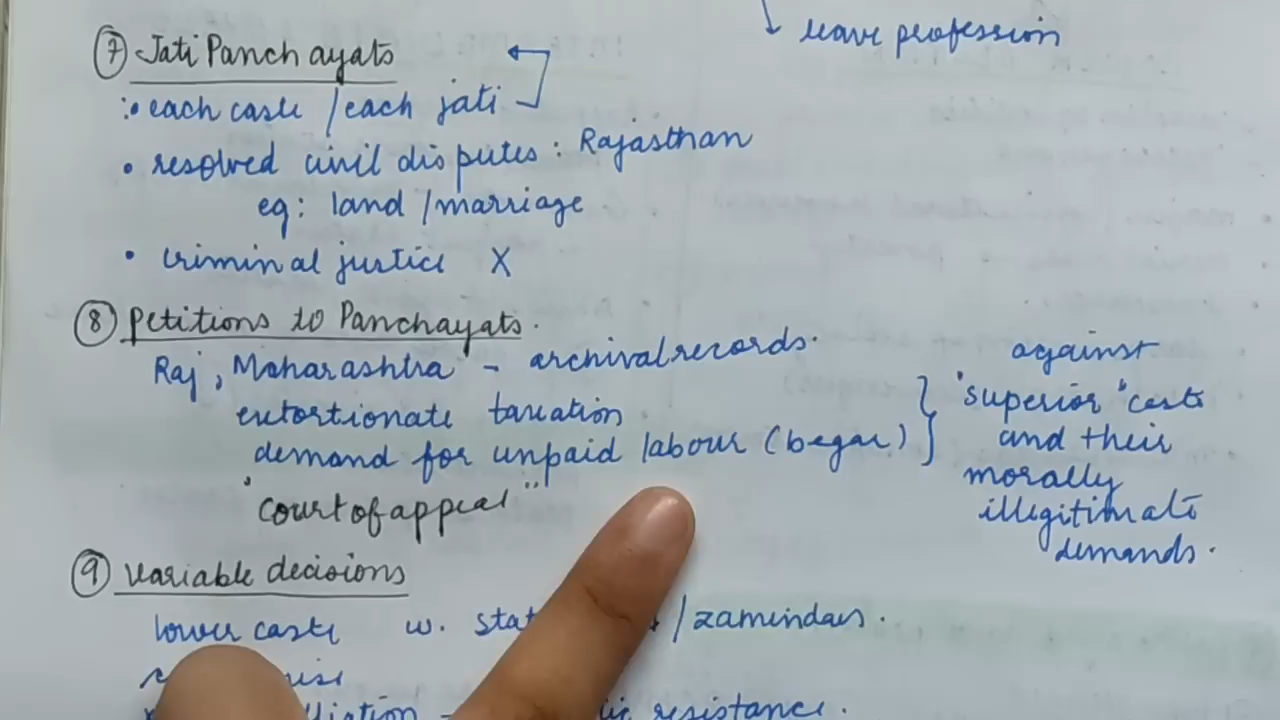 ↳ leave profession
⑦ Jati Panchayats
:• each caste / each jati
• resolved civil disputes : Rajasthan
eg: land / marriage
• criminal justice X
⑧ Petitions to Panchayats.
Raj, Maharashtra - archival records.
extortionate taxation
demand for unpaid labour (begar)
"court of appeal"
against
"superior" caste
and their
morally
illegitimate
demands.
⑨ Variable decisions
lower caste w. / zamindars.
resistance.